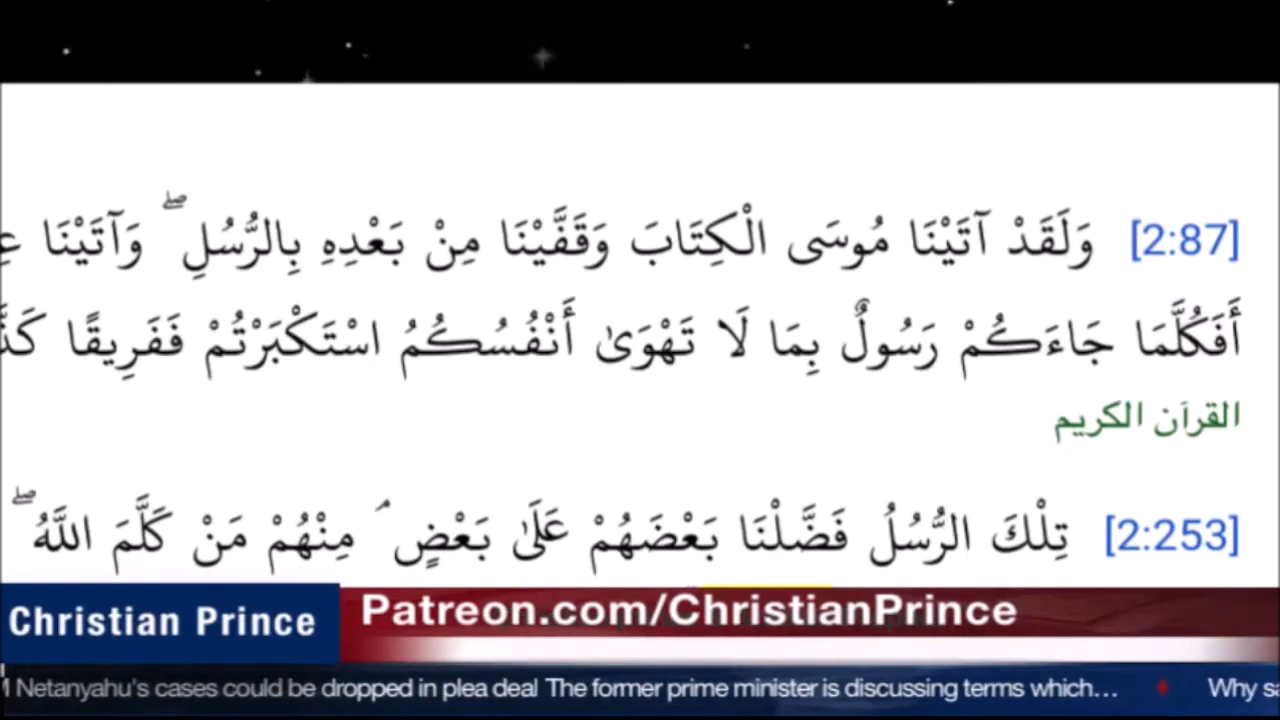 [2:87] وَلَقَدْ آتَيْنَا مُوسَى الْكِتَابَ وَقَفَّيْنَا مِنْ بَعْدِهِ بِالرُّسُلِ ۖ وَآتَيْنَا
أَفَكُلَّمَا جَاءَكُمْ رَسُولٌ بِمَا لَا تَهْوَىٰ أَنْفُسُكُمُ اسْتَكْبَرْتُمْ فَفَرِيقًا
القرآن الكريم
[2:253] تِلْكَ الرُّسُلُ فَضَّلْنَا بَعْضَهُمْ عَلَىٰ بَعْضٍ ۘ مِنْهُمْ مَنْ كَلَّمَ اللَّهُ ۖ
Patreon.com/ChristianPrince
Christian Prince
Netanyahu's cases could be dropped in plea deal The former prime minister is discussing terms which... Why